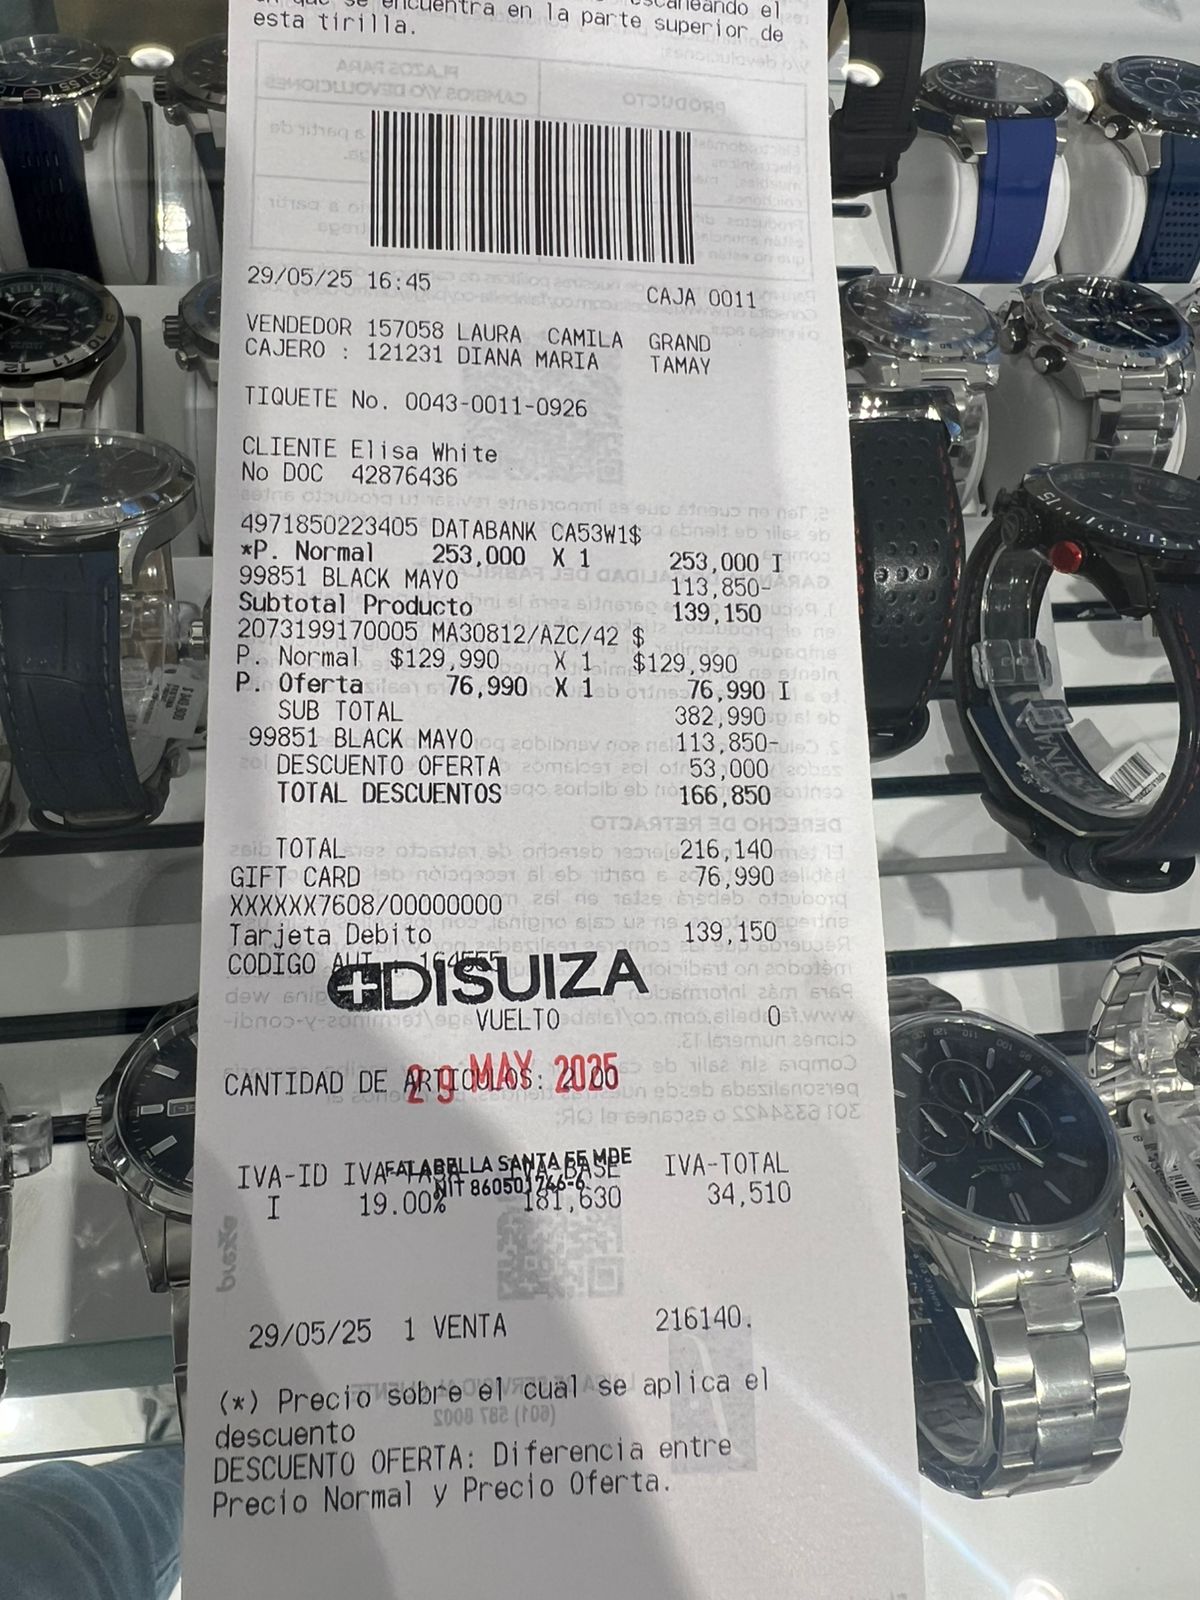 esta tirilla.
29/05/25 16:45 CAJA 0011
VENDEDOR 157058 LAURA CAMILA GRAND
CAJERO : 121231 DIANA MARIA TAMAY
TIQUETE No. 0043-0011-0926
CLIENTE Elisa White
No DOC 42876436
4971850223405 DATABANK CA53W1$
*P. Normal 253,000 X 1 253,000 I
99851 BLACK MAYO 113,850-
Subtotal Producto 139,150
2073199170005 MA30812/AZC/42 $
P. Normal $129,990 X 1 $129,990
P. Oferta 76,990 X 1 76,990 I
SUB TOTAL 382,990
99851 BLACK MAYO 113,850-
DESCUENTO OFERTA 53,000
TOTAL DESCUENTOS 166,850
TOTAL 216,140
GIFT CARD 76,990
XXXXXX7608/00000000
Tarjeta Debito 139,150
CODIGO
DISUIZA
VUELTO 0
29 MAY 2025
CANTIDAD DE ARTICULOS:
FALABELLA SANTA FE MDE
IVA-ID IVA-TASA IVA-BASE IVA-TOTAL
NIT
I 19.00% 181,630 34,510
29/05/25 1 VENTA 216140.
(*) Precio sobre el cual se aplica el
descuento
DESCUENTO OFERTA: Diferencia entre
Precio Normal y Precio Oferta.